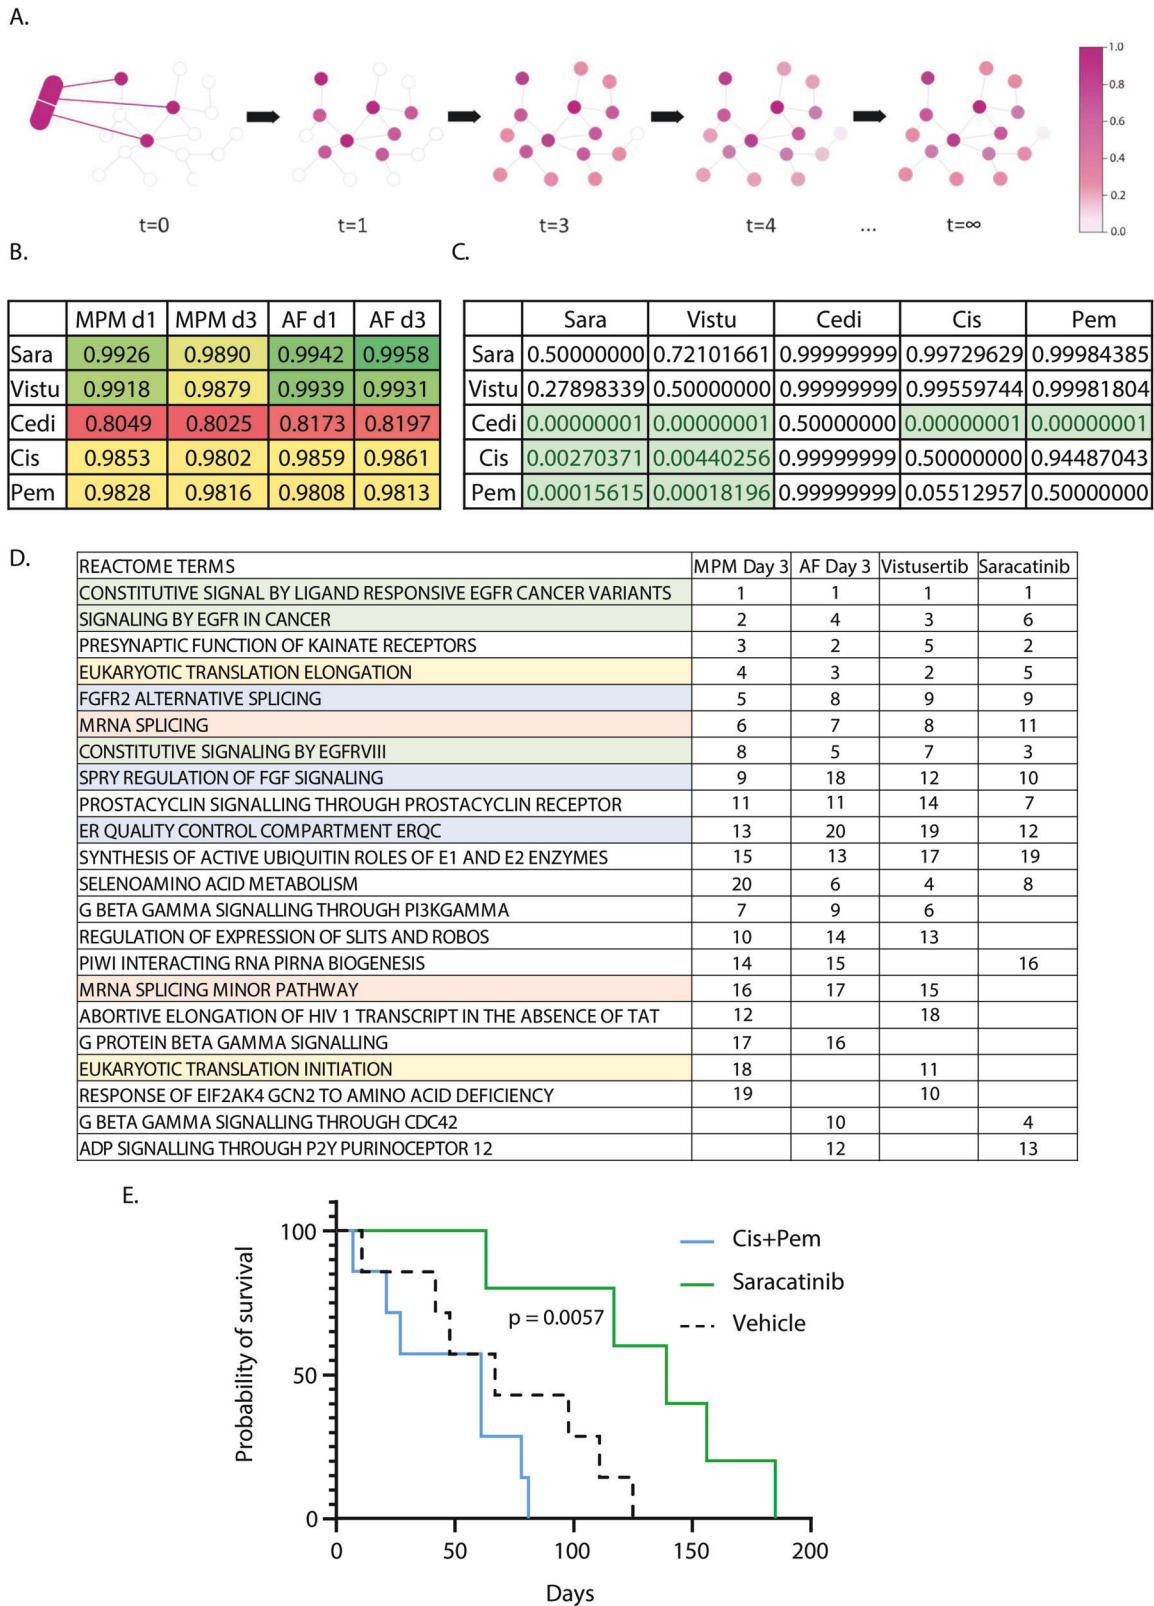 A.
1.0
0.8
0.6
0.4
0.2
0.0
t=0 t=1 t=3 t=4 ... t=∞
B.
MPM d1 MPM d3 AF d1 AF d3
Sara 0.9926 0.9890 0.9942 0.9958
Vistu 0.9918 0.9879 0.9939 0.9931
Cedi 0.8049 0.8025 0.8173 0.8197
Cis 0.9853 0.9802 0.9859 0.9861
Pem 0.9828 0.9816 0.9808 0.9813
C.
Sara Vistu Cedi Cis Pem
Sara 0.50000000 0.72101661 0.99999999 0.99729629 0.99984385
Vistu 0.27898339 0.50000000 0.99999999 0.99559744 0.99981804
Cedi 0.00000001 0.00000001 0.50000000 0.00000001 0.00000001
Cis 0.00270371 0.00440256 0.99999999 0.50000000 0.94487043
Pem 0.00015615 0.00018196 0.99999999 0.05512957 0.50000000
D.
REACTOME TERMS MPM Day 3 AF Day 3 Vistusertib Saracatinib
CONSTITUTIVE SIGNAL BY LIGAND RESPONSIVE EGFR CANCER VARIANTS 1 1 1 1
SIGNALING BY EGFR IN CANCER 2 4 3 6
PRESYNAPTIC FUNCTION OF KAINATE RECEPTORS 3 2 5 2
EUKARYOTIC TRANSLATION ELONGATION 4 3 2 5
FGFR2 ALTERNATIVE SPLICING 5 8 9 9
MRNA SPLICING 6 7 8 11
CONSTITUTIVE SIGNALING BY EGFRVIII 8 5 7 3
SPRY REGULATION OF FGF SIGNALING 9 18 12 10
PROSTACYCLIN SIGNALLING THROUGH PROSTACYCLIN RECEPTOR 11 11 14 7
ER QUALITY CONTROL COMPARTMENT ERQC 13 20 19 12
SYNTHESIS OF ACTIVE UBIQUITIN ROLES OF E1 AND E2 ENZYMES 15 13 17 19
SELENOAMINO ACID METABOLISM 20 6 4 8
G BETA GAMMA SIGNALLING THROUGH PI3KGAMMA 7 9 6
REGULATION OF EXPRESSION OF SLITS AND ROBOS 10 14 13
PIWI INTERACTING RNA PIRNA BIOGENESIS 14 15 16
MRNA SPLICING MINOR PATHWAY 16 17 15
ABORTIVE ELONGATION OF HIV 1 TRANSCRIPT IN THE ABSENCE OF TAT 12 18
G PROTEIN BETA GAMMA SIGNALLING 17 16
EUKARYOTIC TRANSLATION INITIATION 18 11
RESPONSE OF EIF2AK4 GCN2 TO AMINO ACID DEFICIENCY 19 10
G BETA GAMMA SIGNALLING THROUGH CDC42 10 4
ADP SIGNALLING THROUGH P2Y PURINOCEPTOR 12 12 13
E.
Probability of survival
100
50
0
Cis+Pem
Saracatinib
Vehicle
p = 0.0057
0 50 100 150 200
Days